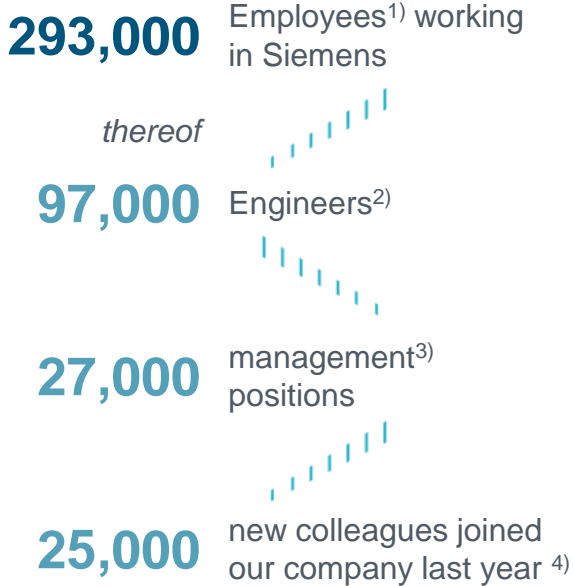 293,000 Employees1) working
in Siemens
thereof
97,000 Engineers2)
27,000 management3)
positions
25,000 new colleagues joined
our company last year 4)